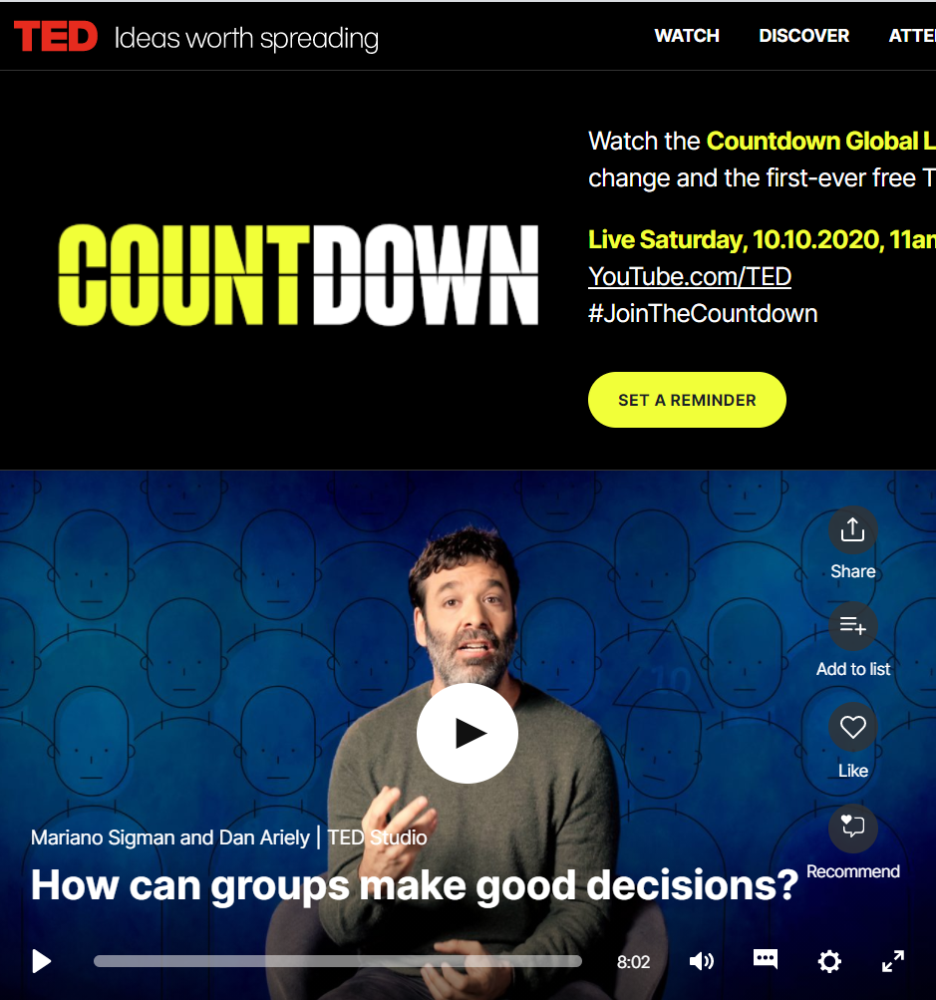 TED Ideas worth spreading
WATCH DISCOVER ATTE
Watch the Countdown Global L
change and the first-ever free T
COUNTDOWN
Live Saturday, 10.10.2020, 11am
YouTube.com/TED
#JoinTheCountdown
SET A REMINDER
Share
10
Add to list
Like
Mariano Sigman and Dan Ariely | TED Studio
Recommend
How can groups make good decisions?
8:02